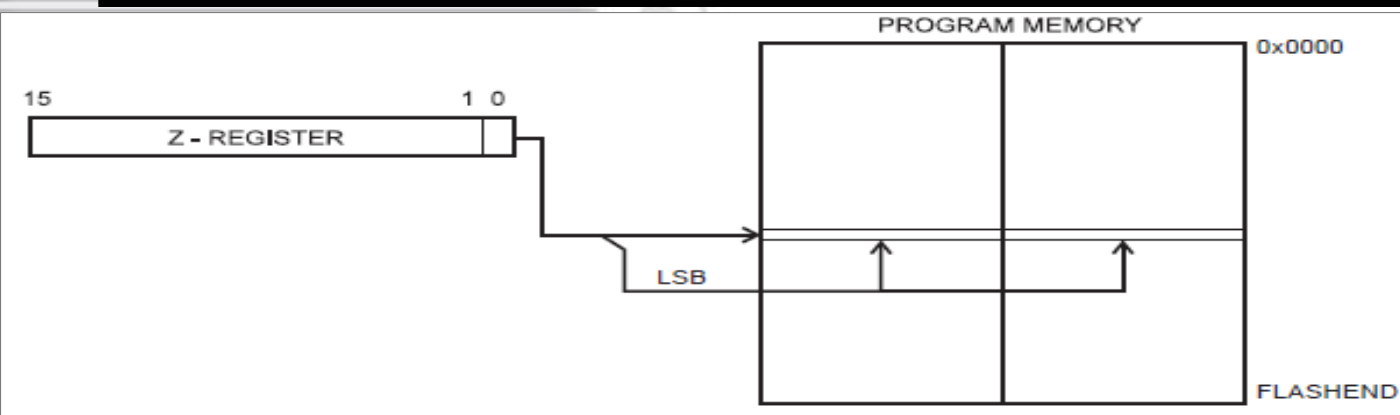 PROGRAM MEMORY
0x0000
15 1 0
Z - REGISTER
LSB
FLASHEND